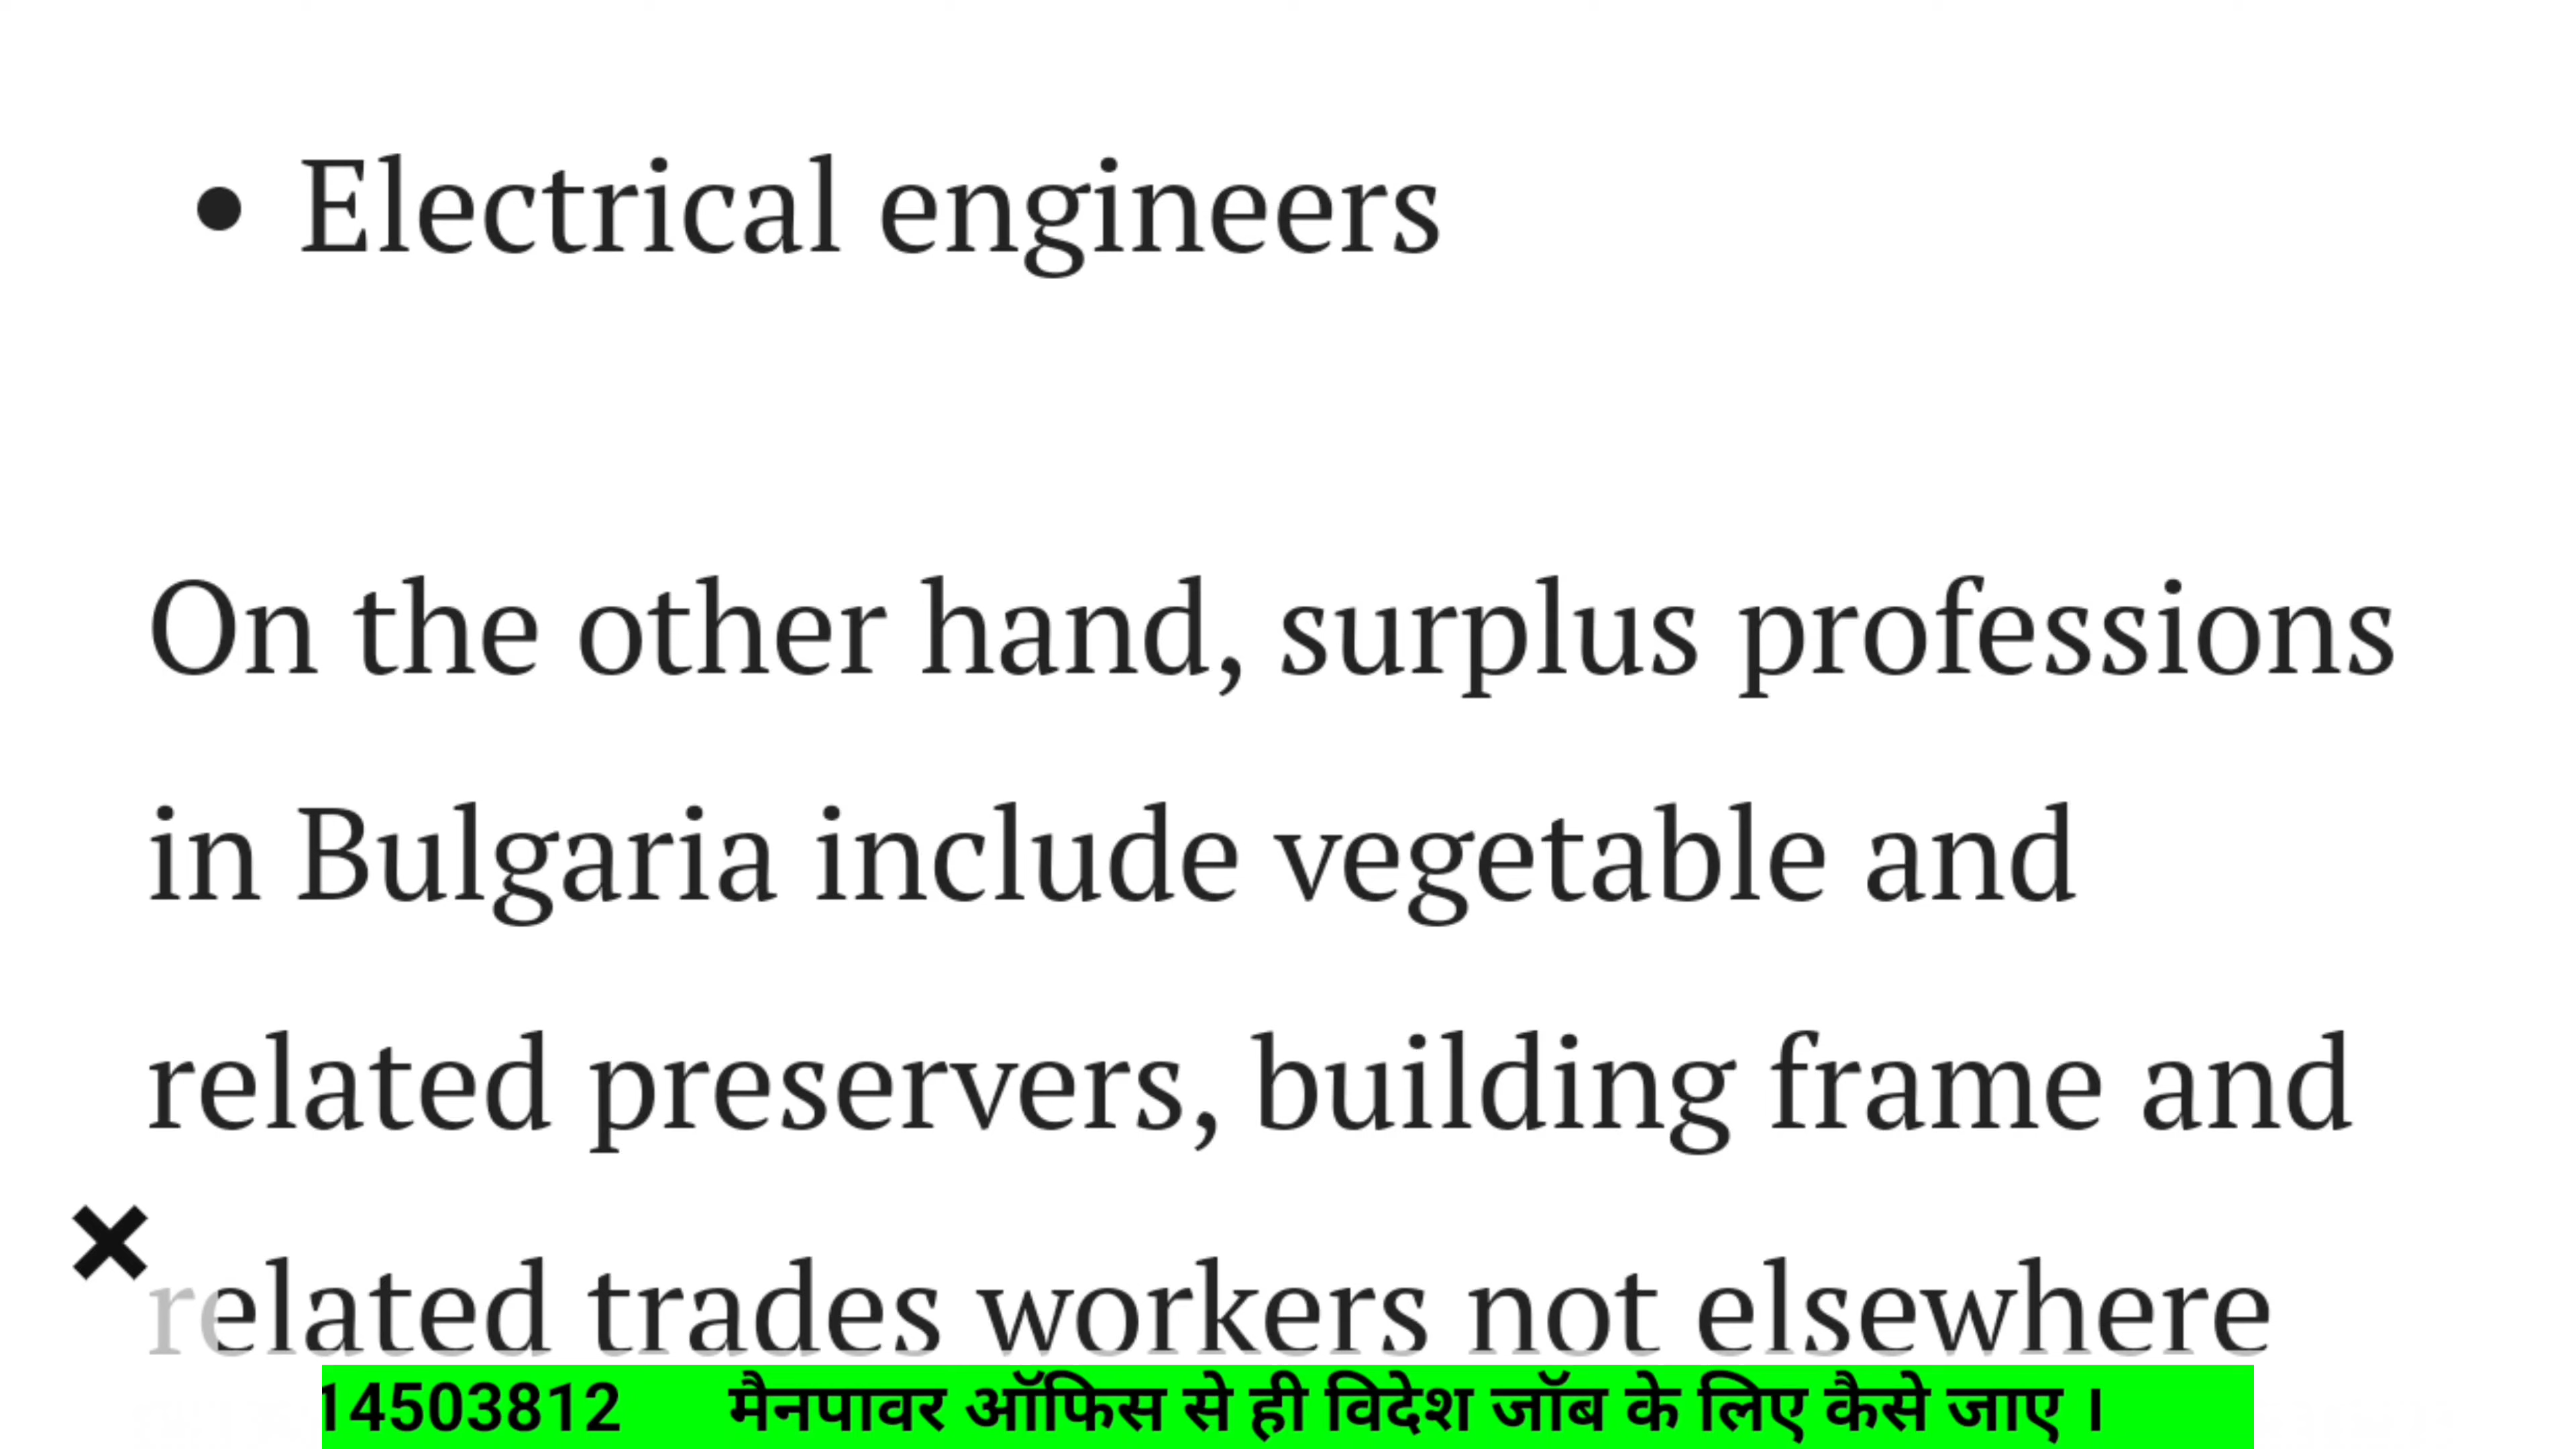 • Electrical engineers
On the other hand, surplus professions
in Bulgaria include vegetable and
related preservers, building frame and
related trades workers not elsewhere
14503812 मैनपावर ऑफिस से ही विदेश जॉब के लिए कैसे जाए ।